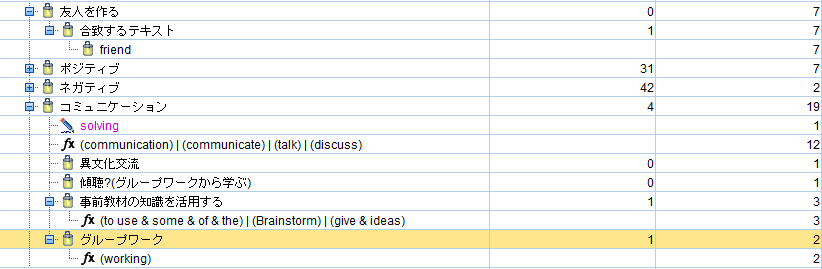 友人を作る 0 7
合致するテキスト 1 7
friend 7
ポジティブ 31 7
ネガティブ 42 2
コミュニケーション 4 19
solving 1
fx (communication) | (communicate) | (talk) | (discuss) 12
異文化交流 0 1
傾聴?(グループワークから学ぶ) 0 1
事前教材の知識を活用する 1 3
fx (to use & some & of & the) | (Brainstorm) | (give & ideas) 3
グループワーク 1 2
fx (working) 2